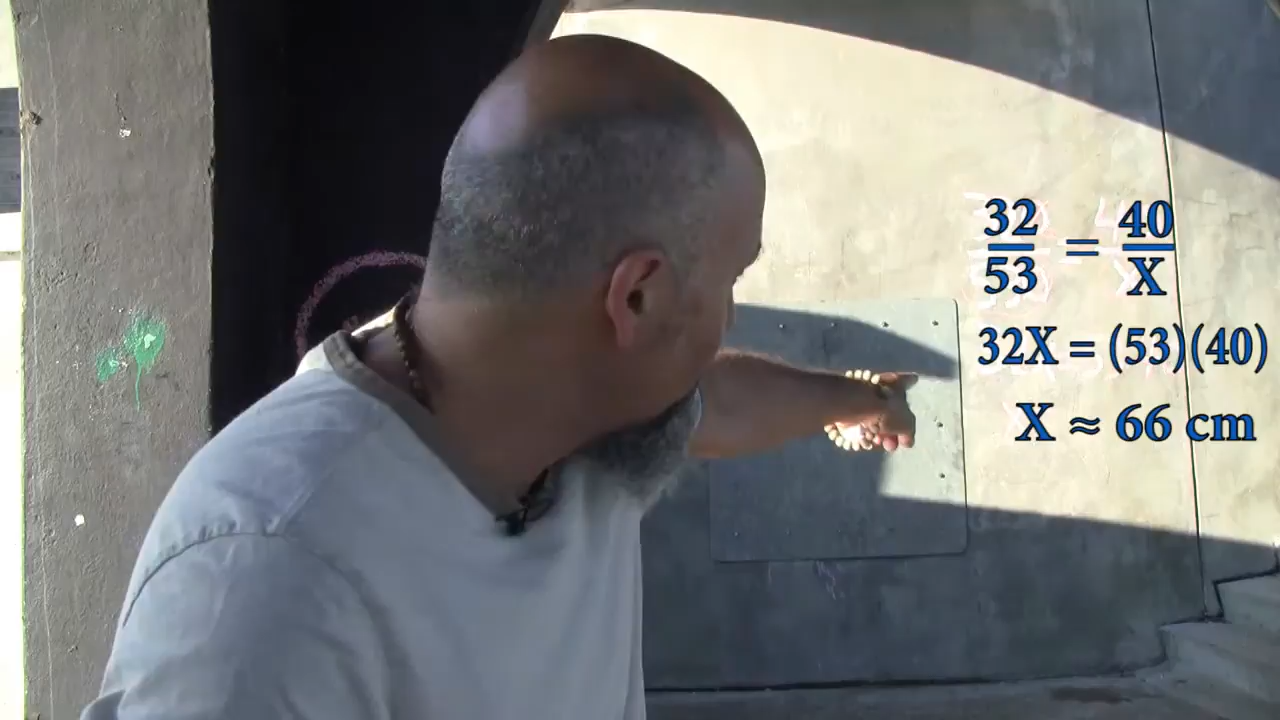 32/53 = 40/X
32X = (53)(40)
X ≈ 66 cm